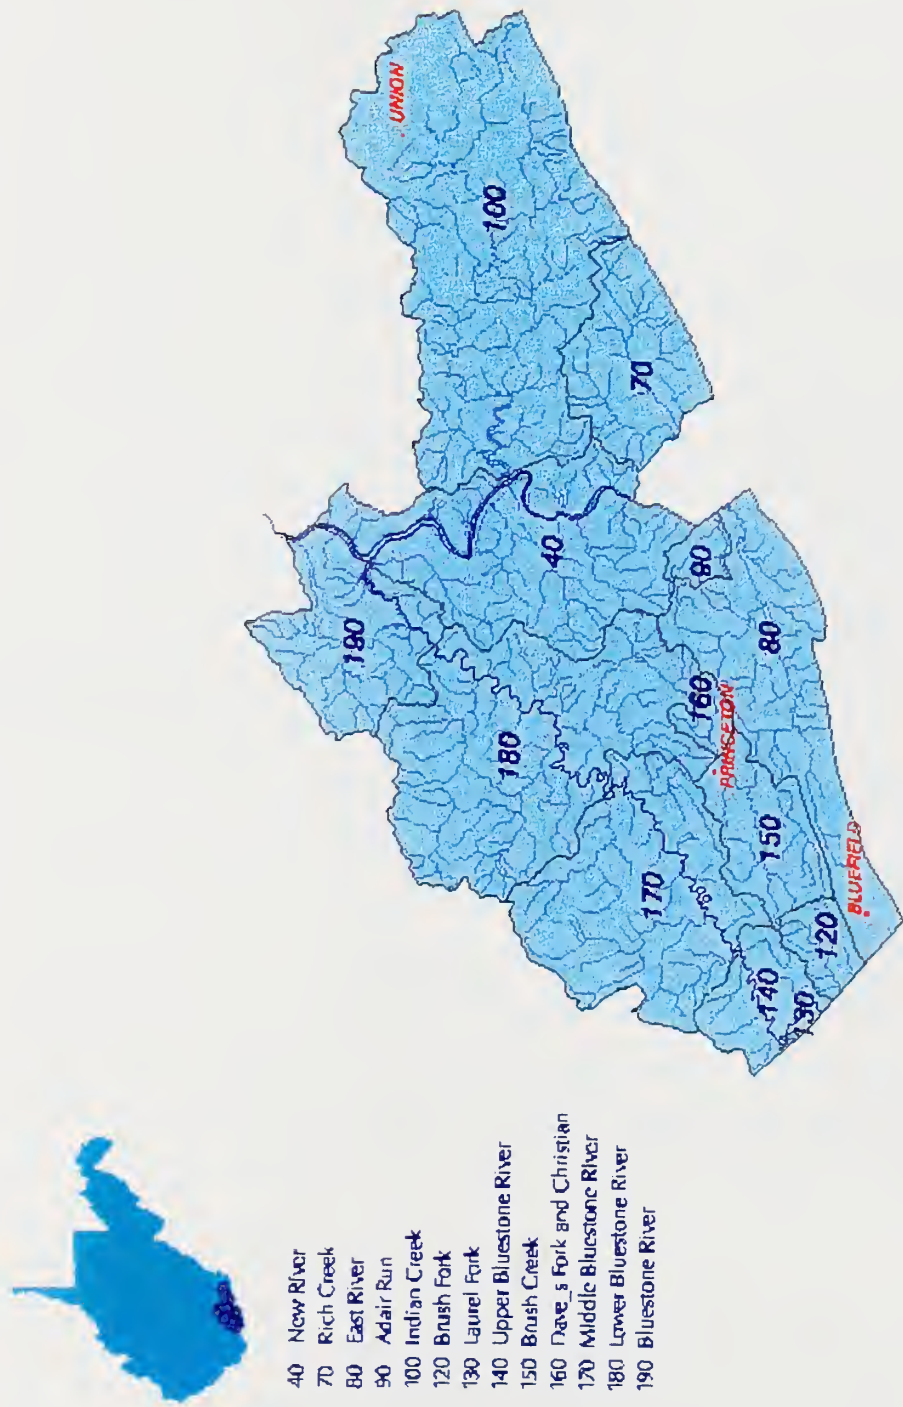 40 New River
70 Rich Creek
80 East River
90 Adair Run
100 Indian Creek
120 Brush Fork
130 Laurel Fork
140 Upper Bluestone River
150 Brush Creek
160 Dave_s Fork and Christian
170 Middle Bluestone River
180 Lower Bluestone River
190 Bluestone River
UNION
100
70
190
40
90
180
80
160
PRINCETON
170
150
BLUEFIELD
140
120
130